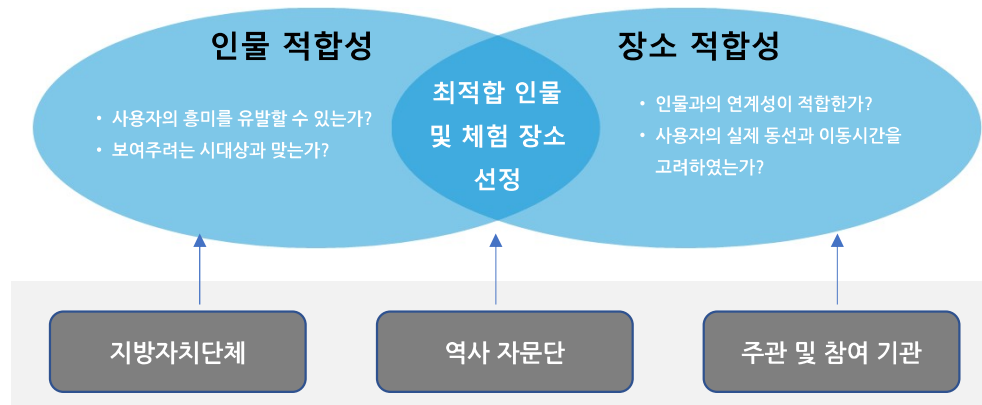 인물 적합성
• 사용자의 흥미를 유발할 수 있는가?
• 보여주려는 시대상과 맞는가?
최적합 인물
및 체험 장소
선정
장소 적합성
• 인물과의 연계성이 적합한가?
• 사용자의 실제 동선과 이동시간을
고려하였는가?
지방자치단체
역사 자문단
주관 및 참여 기관